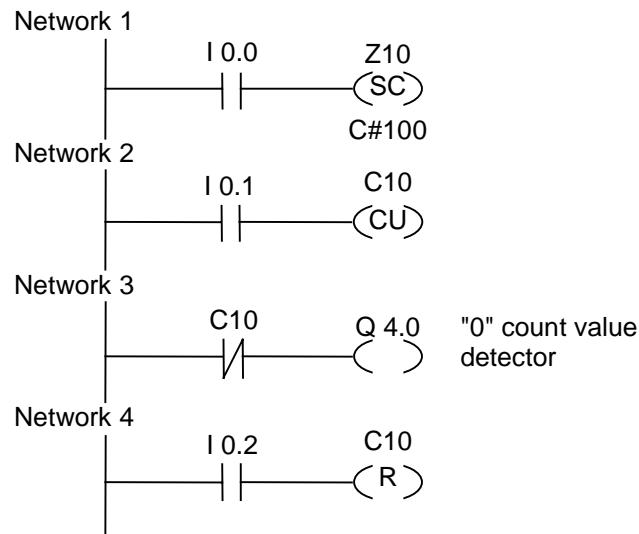 Network 1
I 0.0
Z10
SC
C#100
Network 2
I 0.1
C10
CU
Network 3
C10
Q 4.0
"0" count value
detector
Network 4
I 0.2
C10
R